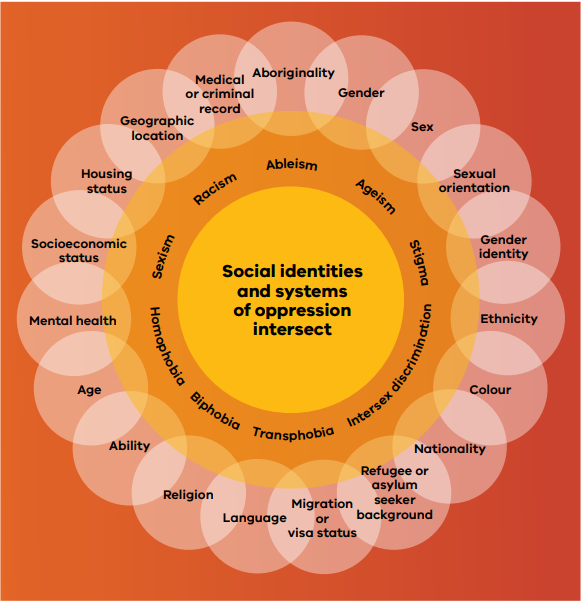 Aboriginality
Gender
Sex
Sexual
orientation
Gender
identity
Ethnicity
Colour
Nationality
Refugee or
asylum
seeker
background
Migration
or
visa status
Language
Religion
Ability
Age
Mental health
Socioeconomic
status
Housing
status
Geographic
location
Medical
or criminal
record
Ableism
Ageism
Stigma
Intersex discrimination
Transphobia
Biphobia
Homophobia
Sexism
Racism
Social identities
and systems
of oppression
intersect